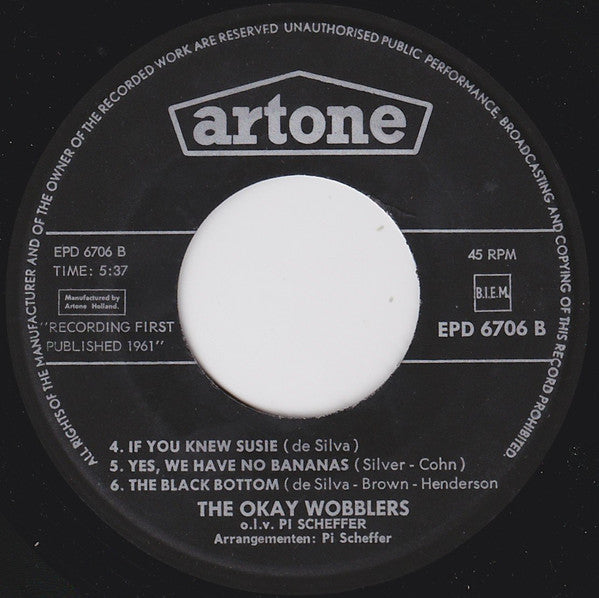 ALL RIGHTS OF THE MANUFACTURER AND OF THE OWNER OF THE RECORDED WORK ARE RESERVED UNAUTHORISED PUBLIC PERFORMANCE, BROADCASTING AND COPYING OF THIS RECORD PROHIBITED.
artone
EPD 6706 B
TIME: 5:37
45 RPM
Manufactured by
Artone Holland.
B.I.E.M.
"RECORDING FIRST
PUBLISHED 1961"
EPD 6706 B
4. IF YOU KNEW SUSIE (de Silva)
5. YES, WE HAVE NO BANANAS (Silver - Cohn)
6. THE BLACK BOTTOM (de Silva - Brown - Henderson
THE OKAY WOBBLERS
o.l.v. PI SCHEFFER
Arrangementen: Pi Scheffer